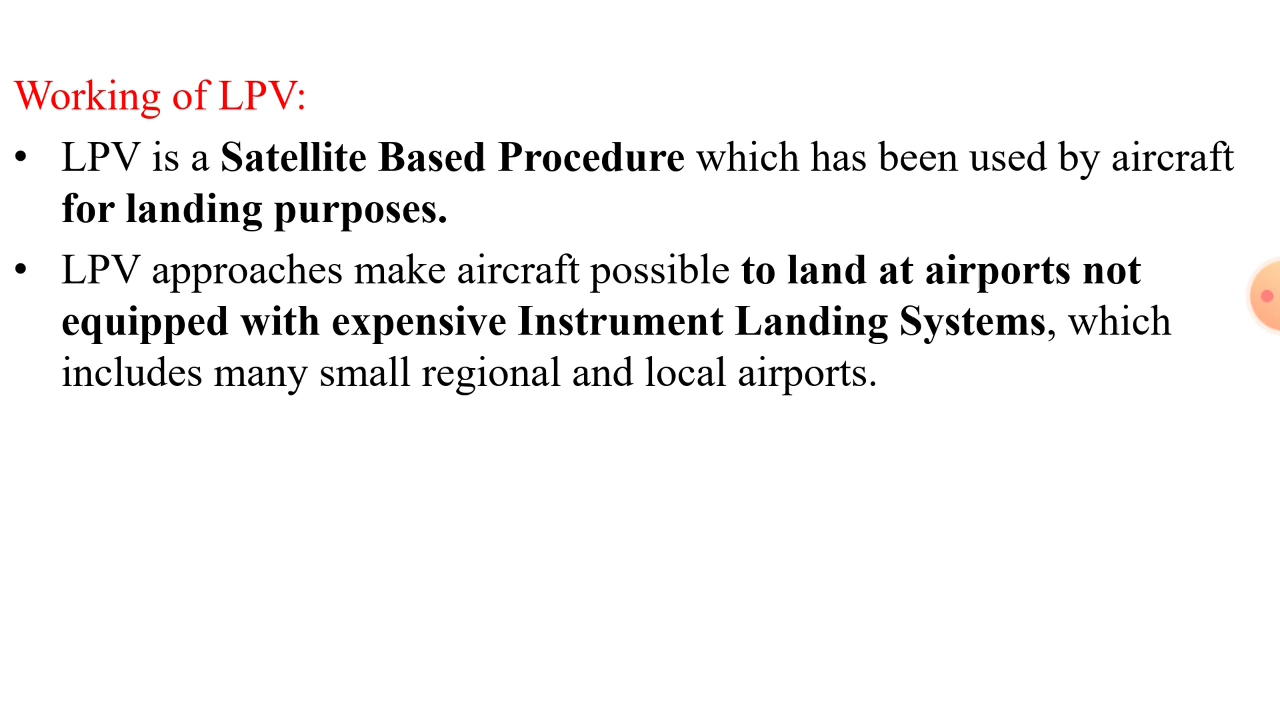 Working of LPV:
• LPV is a Satellite Based Procedure which has been used by aircraft
for landing purposes.
• LPV approaches make aircraft possible to land at airports not
equipped with expensive Instrument Landing Systems, which
includes many small regional and local airports.